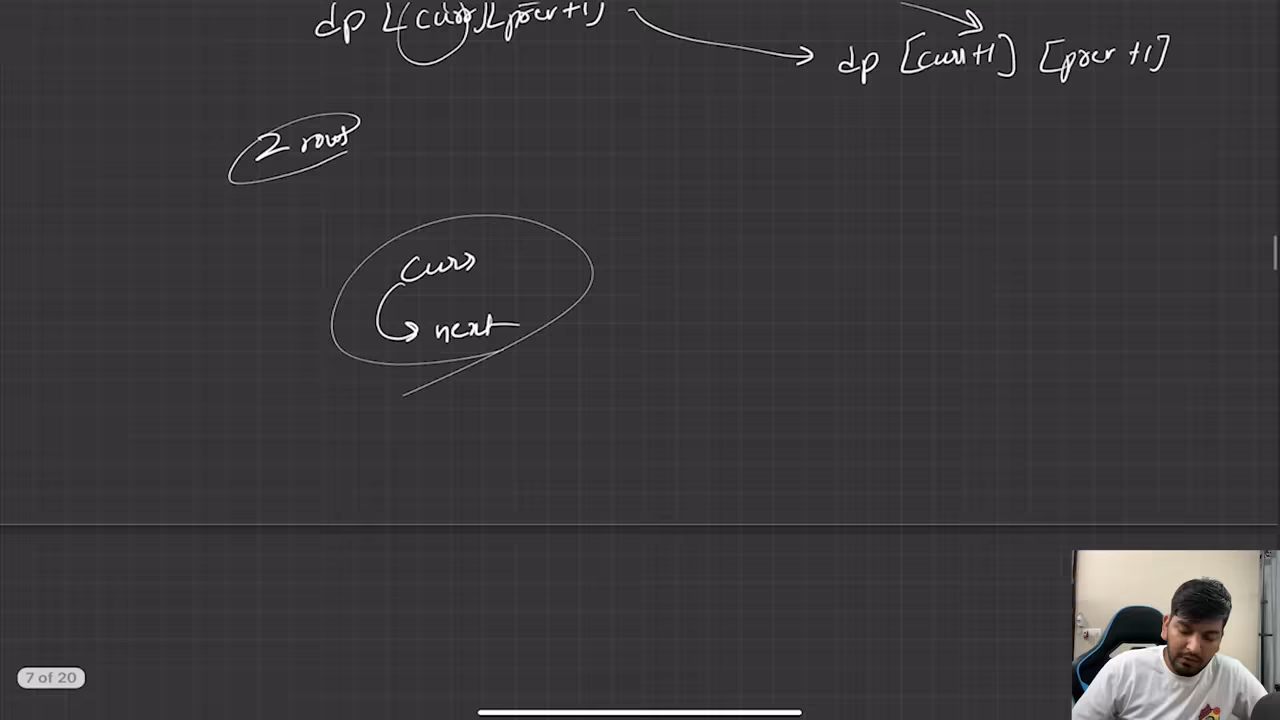 dp [curr][prev+1]
dp [curr+1] [prev +1]
2 rows
curr
next
7 of 20